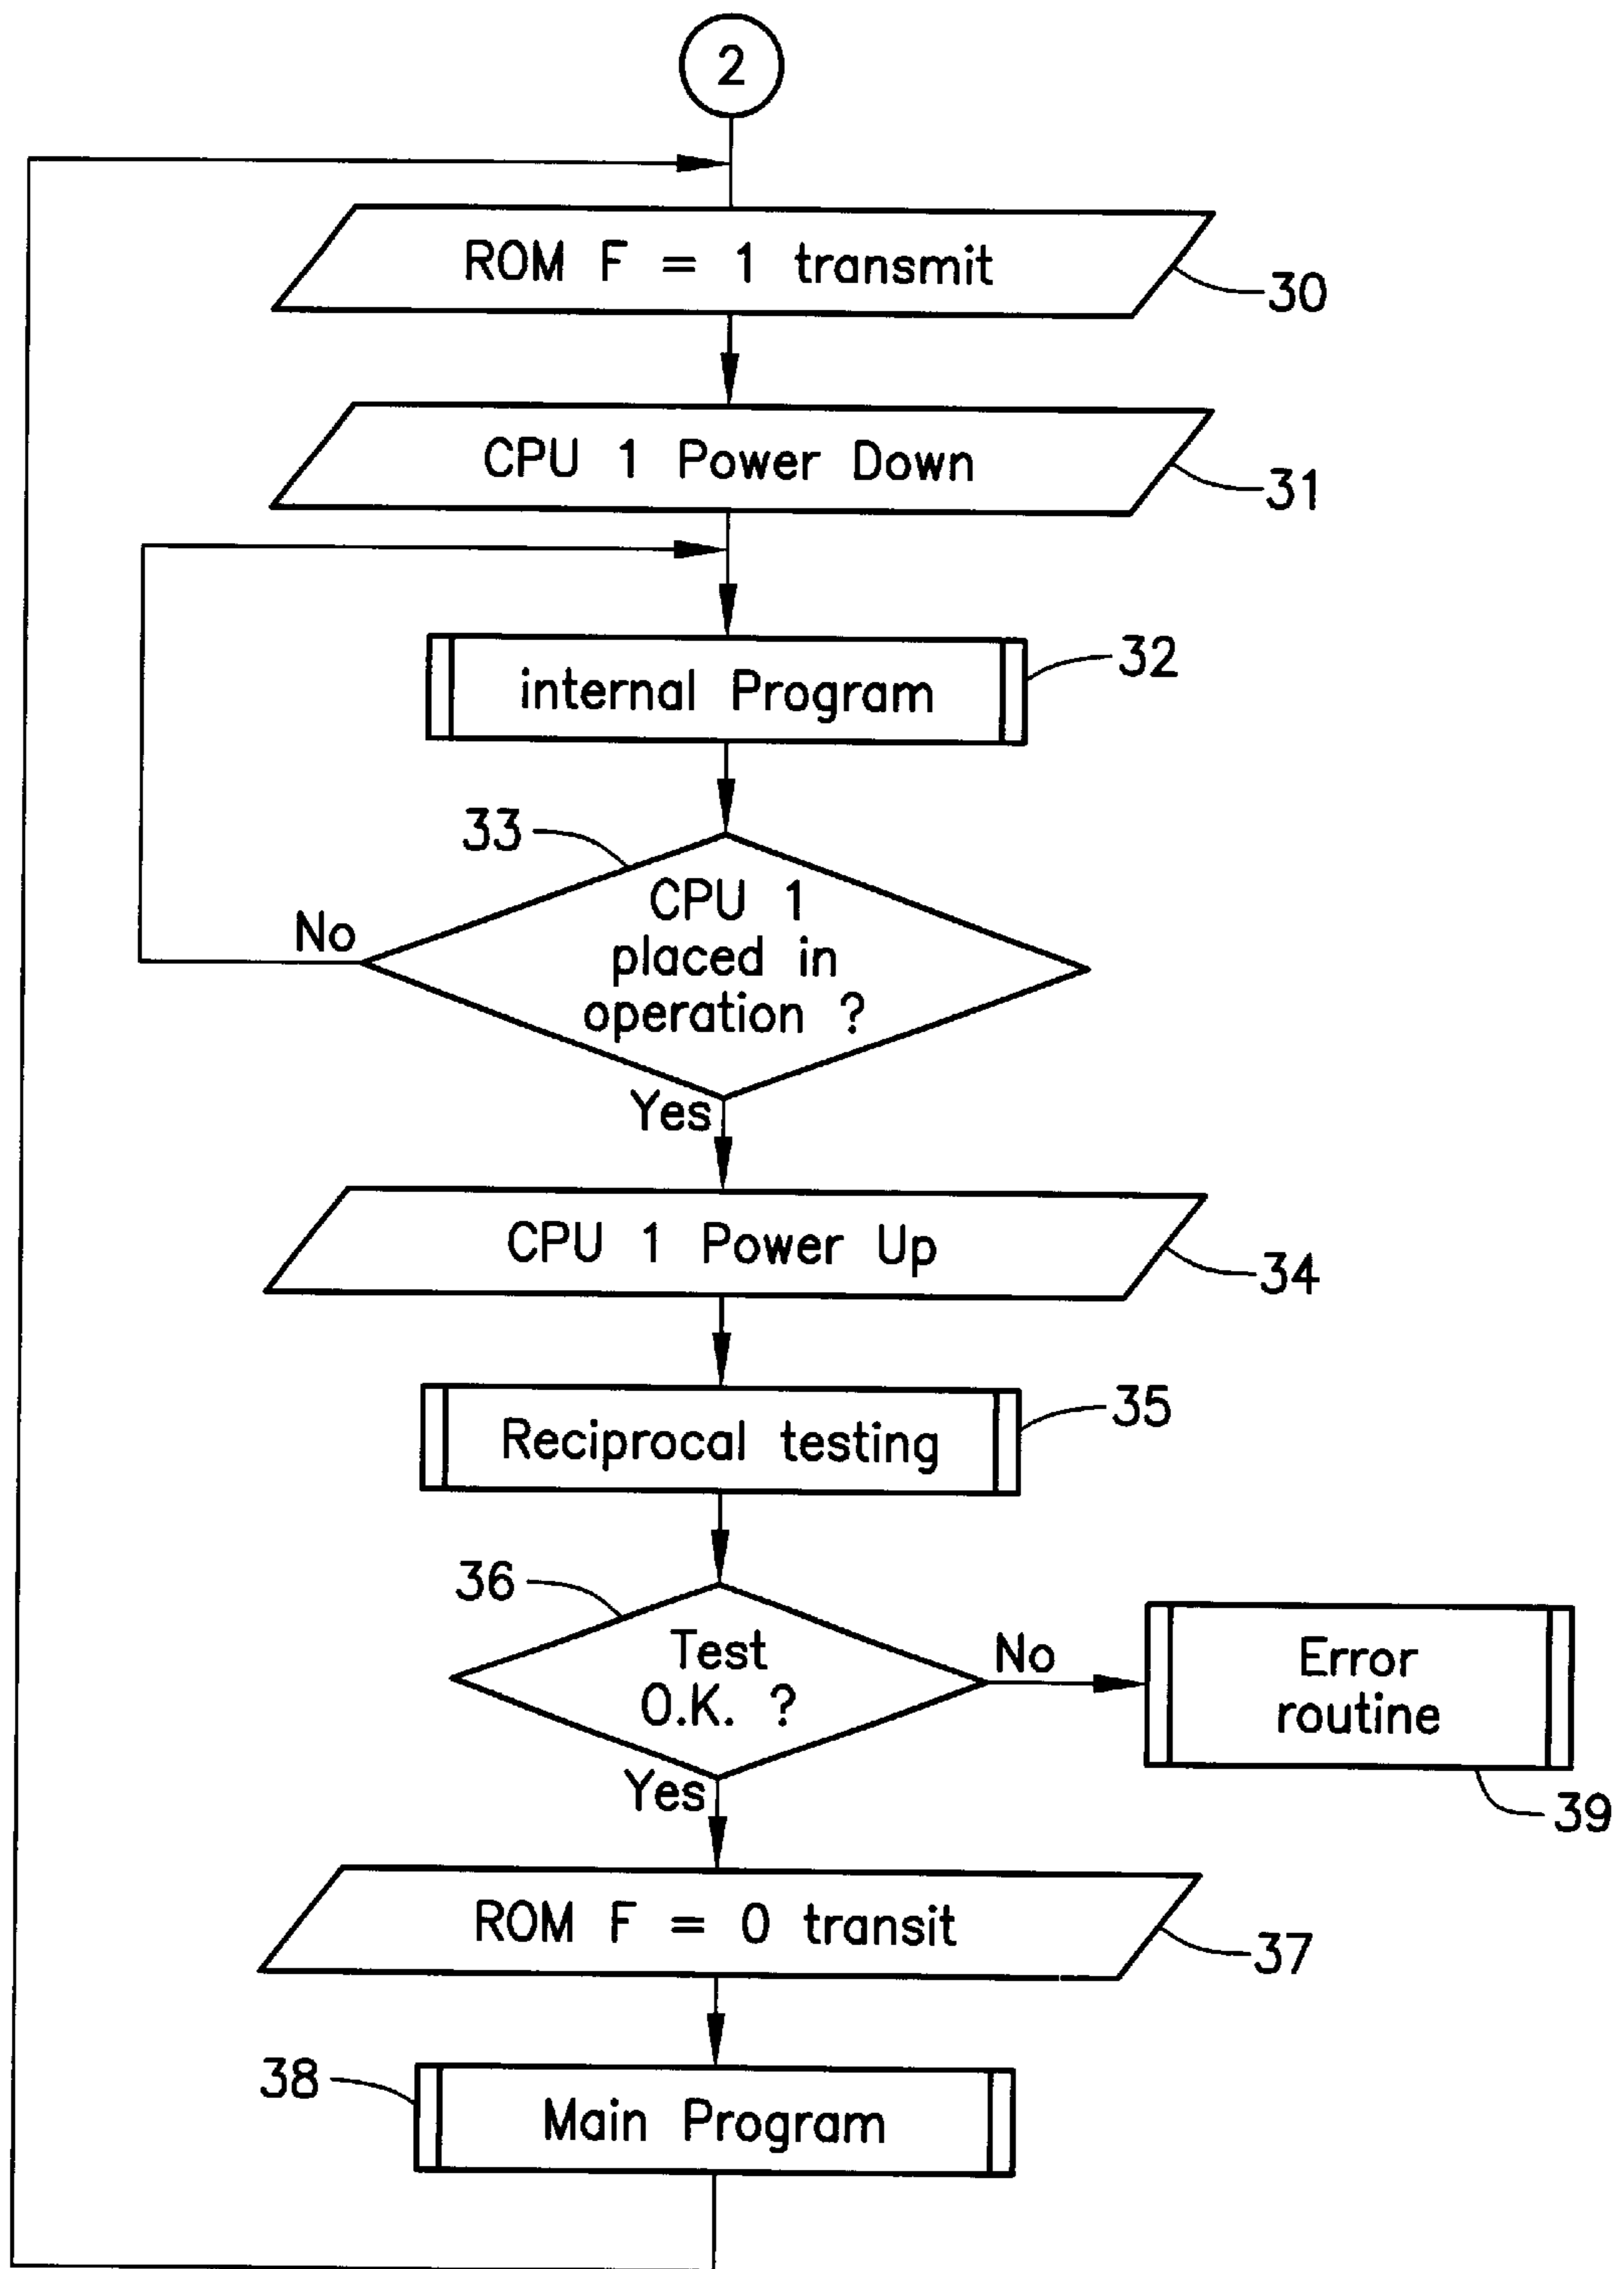 2
ROM F = 1 transmit
30
CPU 1 Power Down
31
internal Program
32
33
CPU 1
placed in
operation ?
No
Yes
CPU 1 Power Up
34
Reciprocal testing
35
36
Test
O.K. ?
No
Error
routine
39
Yes
ROM F = 0 transit
37
38
Main Program